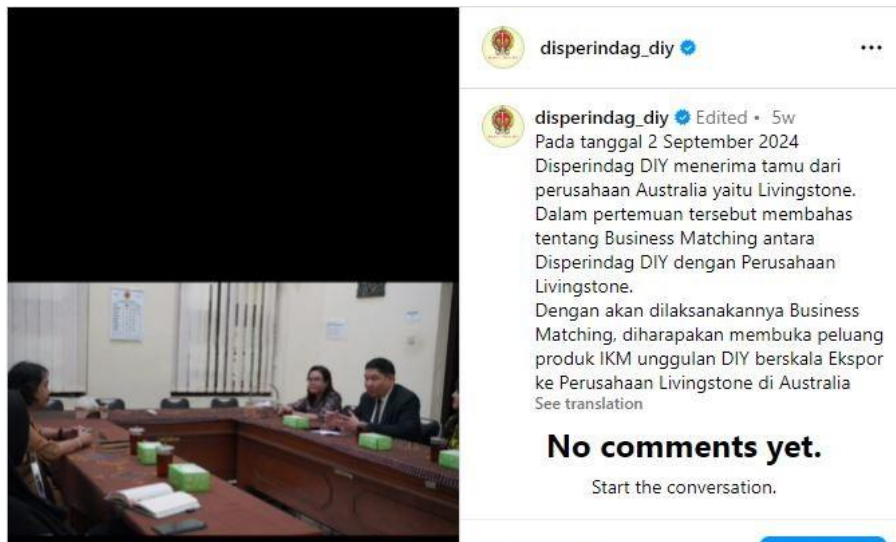 disperindag_diy
disperindag_diy Edited • 5w
Pada tanggal 2 September 2024
Disperindag DIY menerima tamu dari
perusahaan Australia yaitu Livingstone.
Dalam pertemuan tersebut membahas
tentang Business Matching antara
Disperindag DIY dengan Perusahaan
Livingstone.
Dengan akan dilaksanakannya Business
Matching, diharapakan membuka peluang
produk IKM unggulan DIY berskala Ekspor
ke Perusahaan Livingstone di Australia
See translation
No comments yet.
Start the conversation.